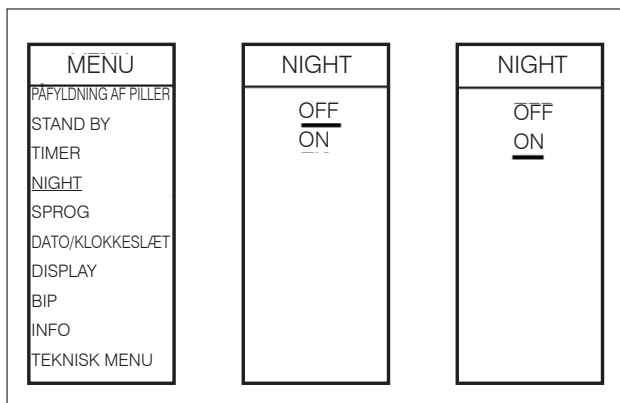 MENU
PÅFYLDNING AF PILLER
STAND BY
TIMER
NIGHT
SPROG
DATO/KLOKKESLÆT
DISPLAY
BIP
INFO
TEKNISK MENU
NIGHT
OFF
ON
NIGHT
OFF
ON